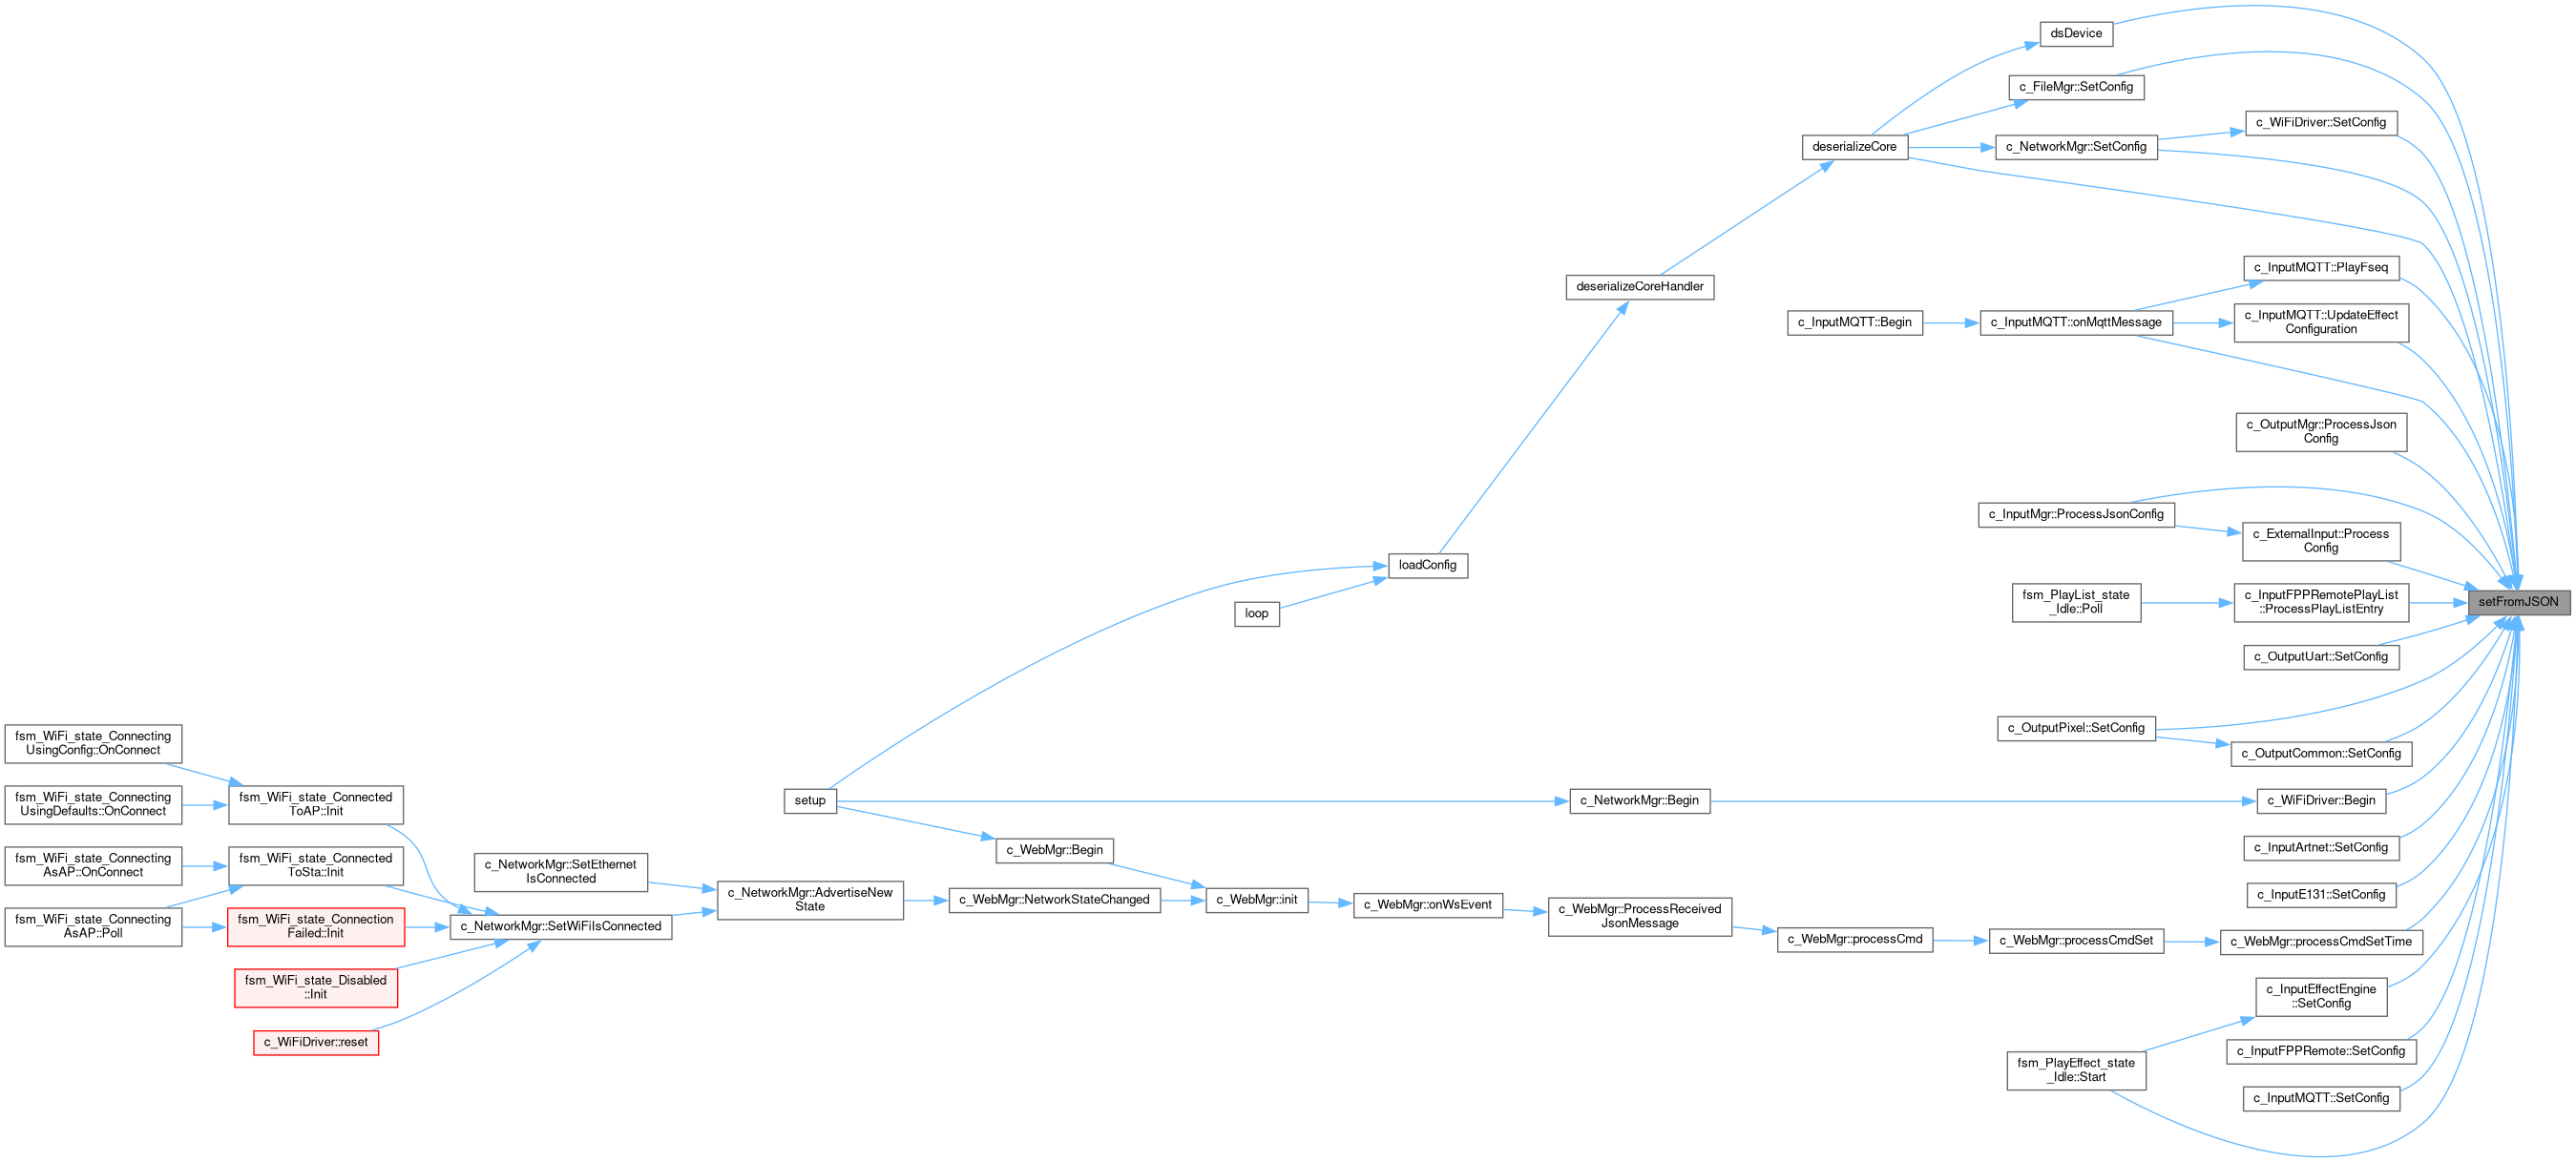 dsDevice
c_FileMgr::SetConfig
c_WiFiDriver::SetConfig
deserializeCore
c_NetworkMgr::SetConfig
c_InputMQTT::PlayFseq
deserializeCoreHandler
c_InputMQTT::Begin
c_InputMQTT::onMqttMessage
c_InputMQTT::UpdateEffect
Configuration
c_OutputMgr::ProcessJson
Config
c_InputMgr::ProcessJsonConfig
c_ExternalInput::Process
Config
loadConfig
loop
fsm_PlayList_state
_Idle::Poll
c_InputFPPRemotePlayList
::ProcessPlayListEntry
setFromJSON
c_OutputUart::SetConfig
c_OutputPixel::SetConfig
c_OutputCommon::SetConfig
fsm_WiFi_state_Connecting
UsingConfig::OnConnect
fsm_WiFi_state_Connecting
UsingDefaults::OnConnect
fsm_WiFi_state_Connected
ToAP::Init
setup
c_NetworkMgr::Begin
c_WiFiDriver::Begin
c_WebMgr::Begin
c_InputArtnet::SetConfig
fsm_WiFi_state_Connecting
AsAP::OnConnect
fsm_WiFi_state_Connected
ToSta::Init
c_NetworkMgr::SetEthernet
IsConnected
c_NetworkMgr::AdvertiseNew
State
c_WebMgr::NetworkStateChanged
c_WebMgr::init
c_WebMgr::onWsEvent
c_WebMgr::ProcessReceived
JsonMessage
c_InputE131::SetConfig
fsm_WiFi_state_Connecting
AsAP::Poll
fsm_WiFi_state_Connection
Failed::Init
c_NetworkMgr::SetWiFiIsConnected
c_WebMgr::processCmd
c_WebMgr::processCmdSet
c_WebMgr::processCmdSetTime
fsm_WiFi_state_Disabled
::Init
c_InputEffectEngine
::SetConfig
c_WiFiDriver::reset
c_InputFPPRemote::SetConfig
fsm_PlayEffect_state
_Idle::Start
c_InputMQTT::SetConfig